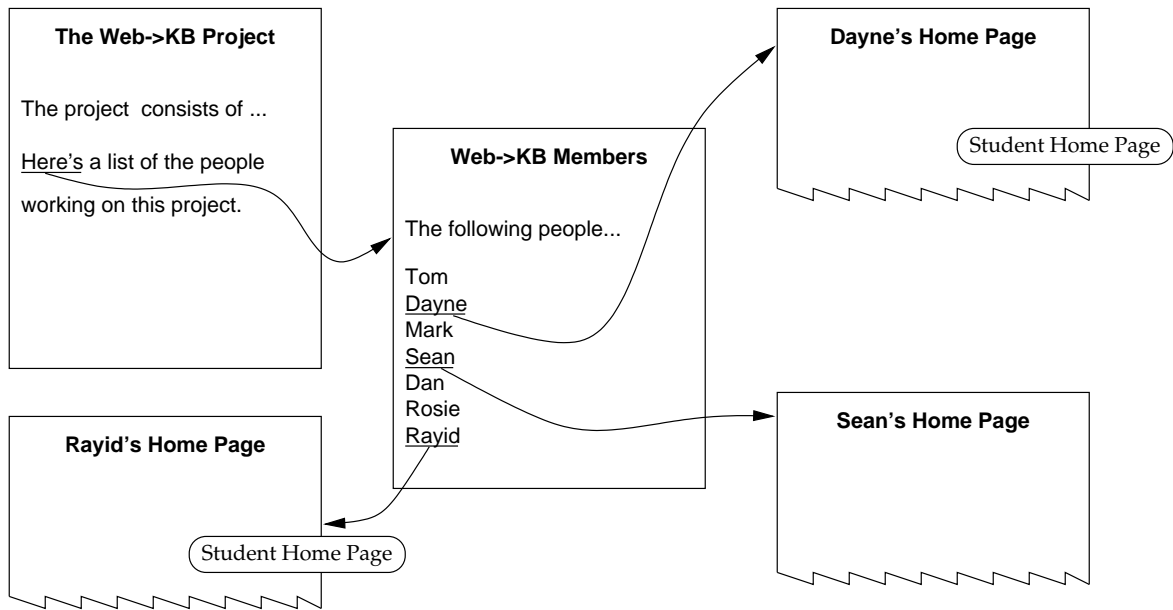 The Web->KB Project
The project consists of ...
Here's a list of the people
working on this project.
Web->KB Members
The following people...
Tom
Dayne
Mark
Sean
Dan
Rosie
Rayid
Dayne's Home Page
Student Home Page
Sean's Home Page
Rayid's Home Page
Student Home Page